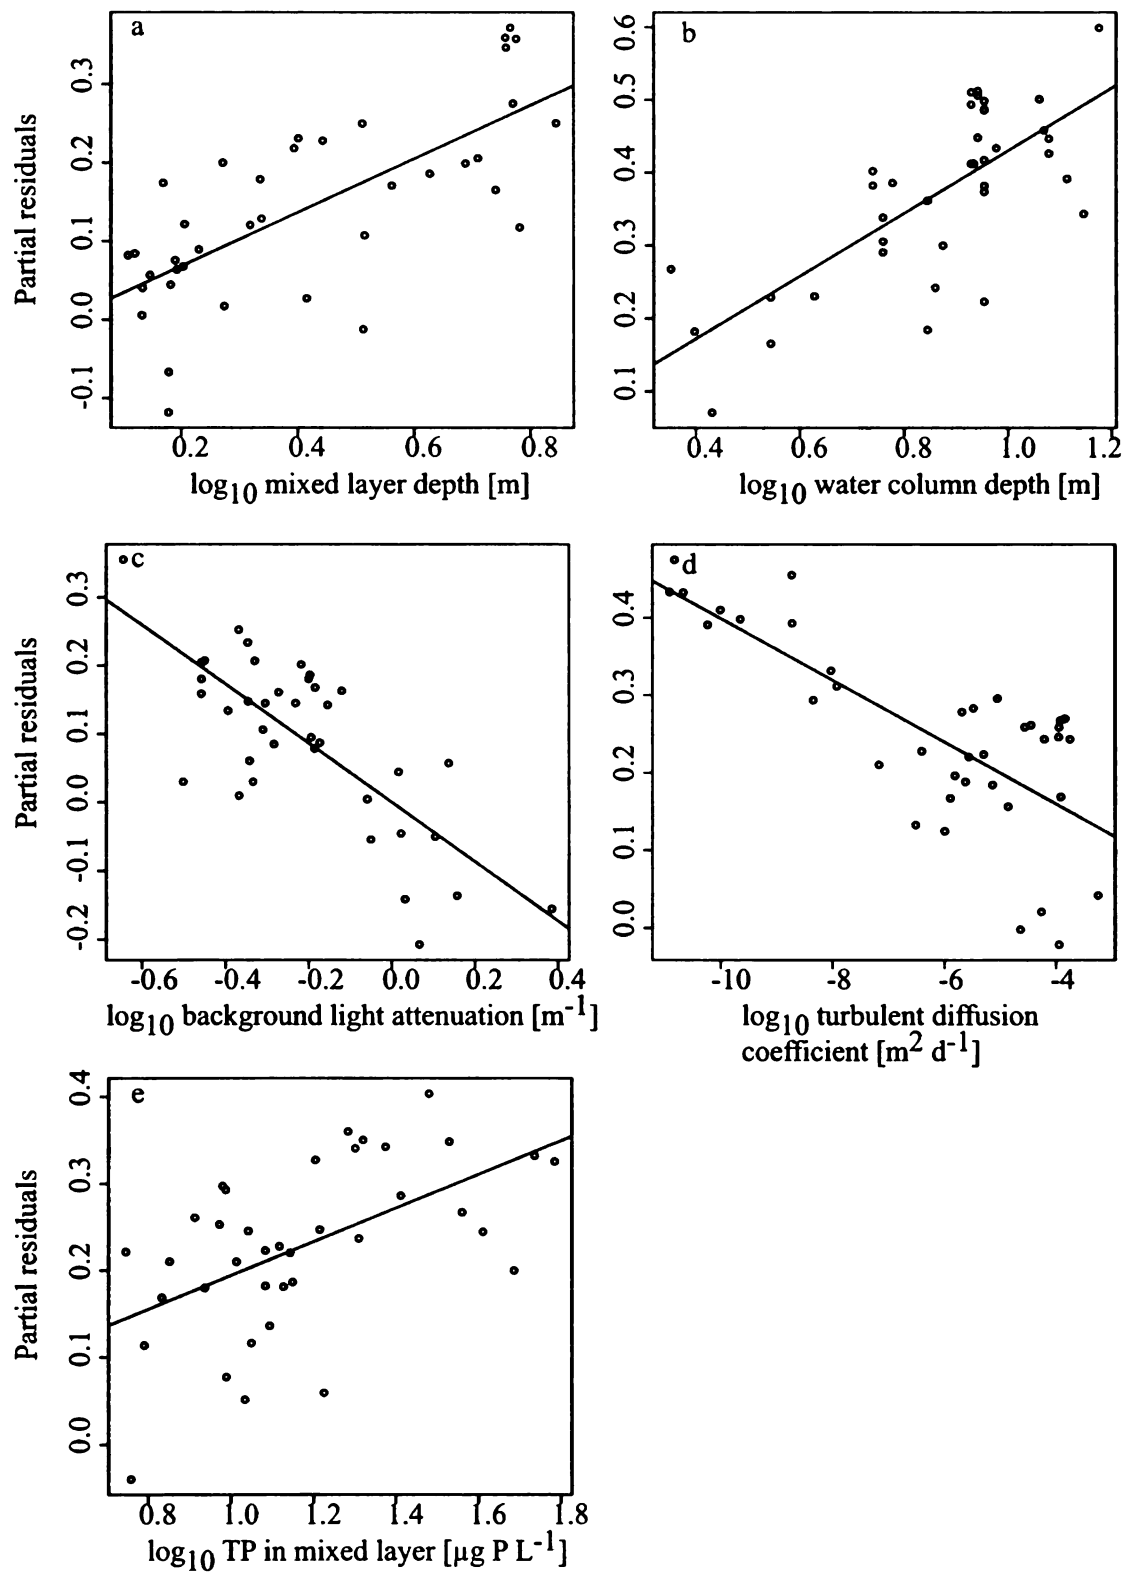 a
Partial residuals
0.3
0.2
0.1
0.0
-0.1
0.2 0.4 0.6 0.8
log10 mixed layer depth [m]
b
0.6
0.5
0.4
0.3
0.2
0.1
0.4 0.6 0.8 1.0 1.2
log10 water column depth [m]
c
Partial residuals
0.3
0.2
0.1
0.0
-0.1
-0.2
-0.6 -0.4 -0.2 0.0 0.2 0.4
log10 background light attenuation [m-1]
d
0.4
0.3
0.2
0.1
0.0
-10 -8 -6 -4
log10 turbulent diffusion
coefficient [m2 d-1]
e
Partial residuals
0.4
0.3
0.2
0.1
0.0
0.8 1.0 1.2 1.4 1.6 1.8
log10 TP in mixed layer [µg P L-1]